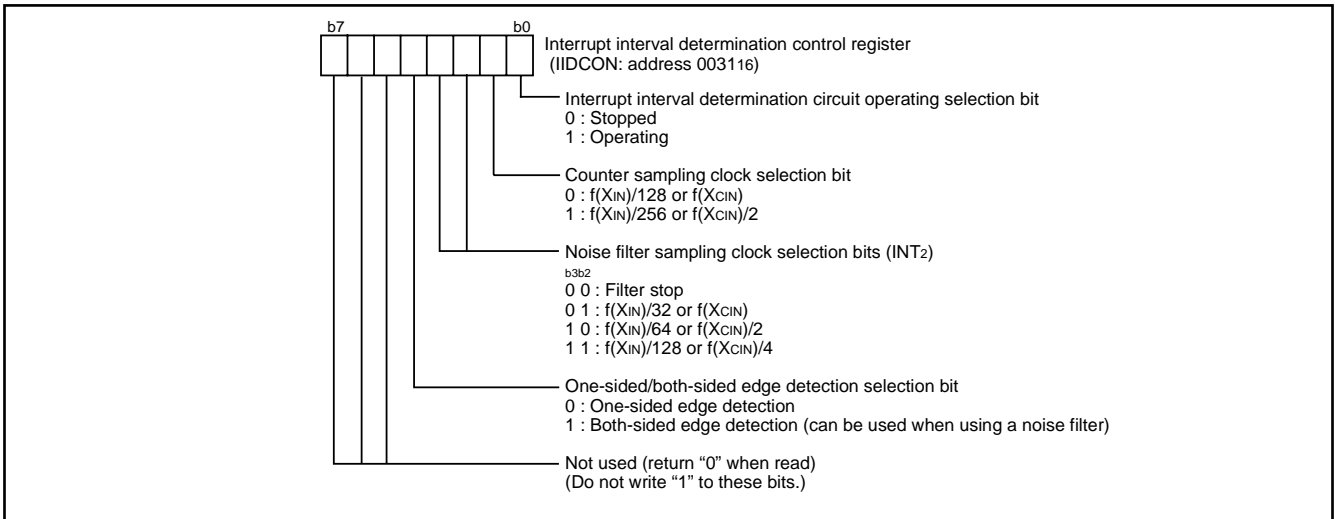 b7 b0
Interrupt interval determination control register
(IIDCON: address 003116)
Interrupt interval determination circuit operating selection bit
0 : Stopped
1 : Operating
Counter sampling clock selection bit
0 : f(XIN)/128 or f(XCIN)
1 : f(XIN)/256 or f(XCIN)/2
Noise filter sampling clock selection bits (INT2)
b3b2
0 0 : Filter stop
0 1 : f(XIN)/32 or f(XCIN)
1 0 : f(XIN)/64 or f(XCIN)/2
1 1 : f(XIN)/128 or f(XCIN)/4
One-sided/both-sided edge detection selection bit
0 : One-sided edge detection
1 : Both-sided edge detection (can be used when using a noise filter)
Not used (return “0” when read)
(Do not write “1” to these bits.)